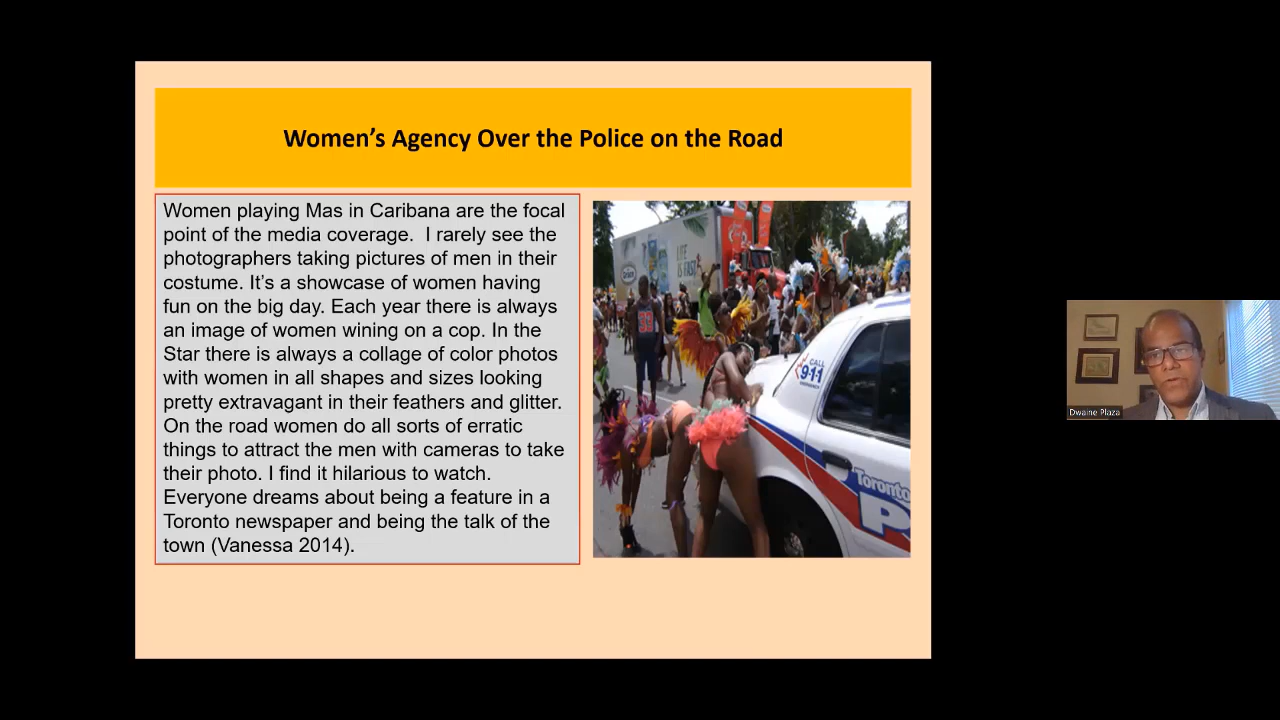 Women's Agency Over the Police on the Road
Women playing Mas in Caribana are the focal
point of the media coverage.  I rarely see the
photographers taking pictures of men in their
costume. It's a showcase of women having
fun on the big day. Each year there is always
an image of women wining on a cop. In the
Star there is always a collage of color photos
with women in all shapes and sizes looking
pretty extravagant in their feathers and glitter.
On the road women do all sorts of erratic
things to attract the men with cameras to take
their photo. I find it hilarious to watch.
Everyone dreams about being a feature in a
Toronto newspaper and being the talk of the
town (Vanessa 2014).
LIFE
IS FAST
33
CALL
911
Toronto
Dwaine Plaza